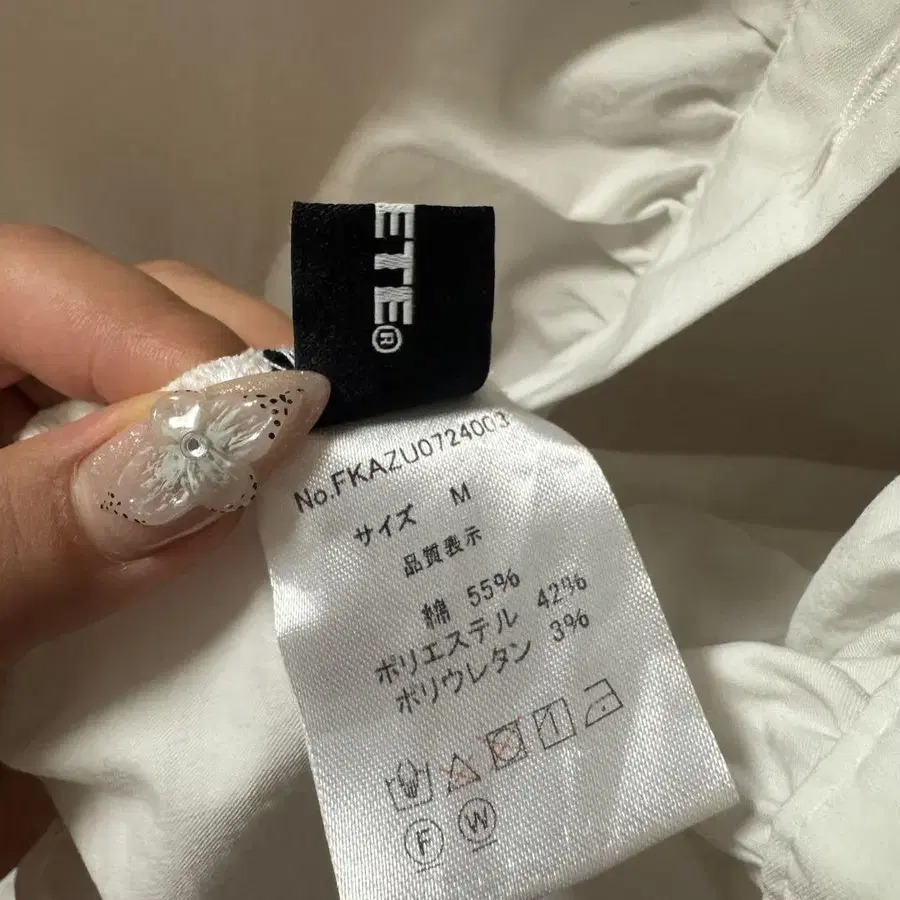 ETE®
No.FKAZU0724003
サイズ M
品質表示
綿 55%
ポリエステル 42%
ポリウレタン 3%
F W